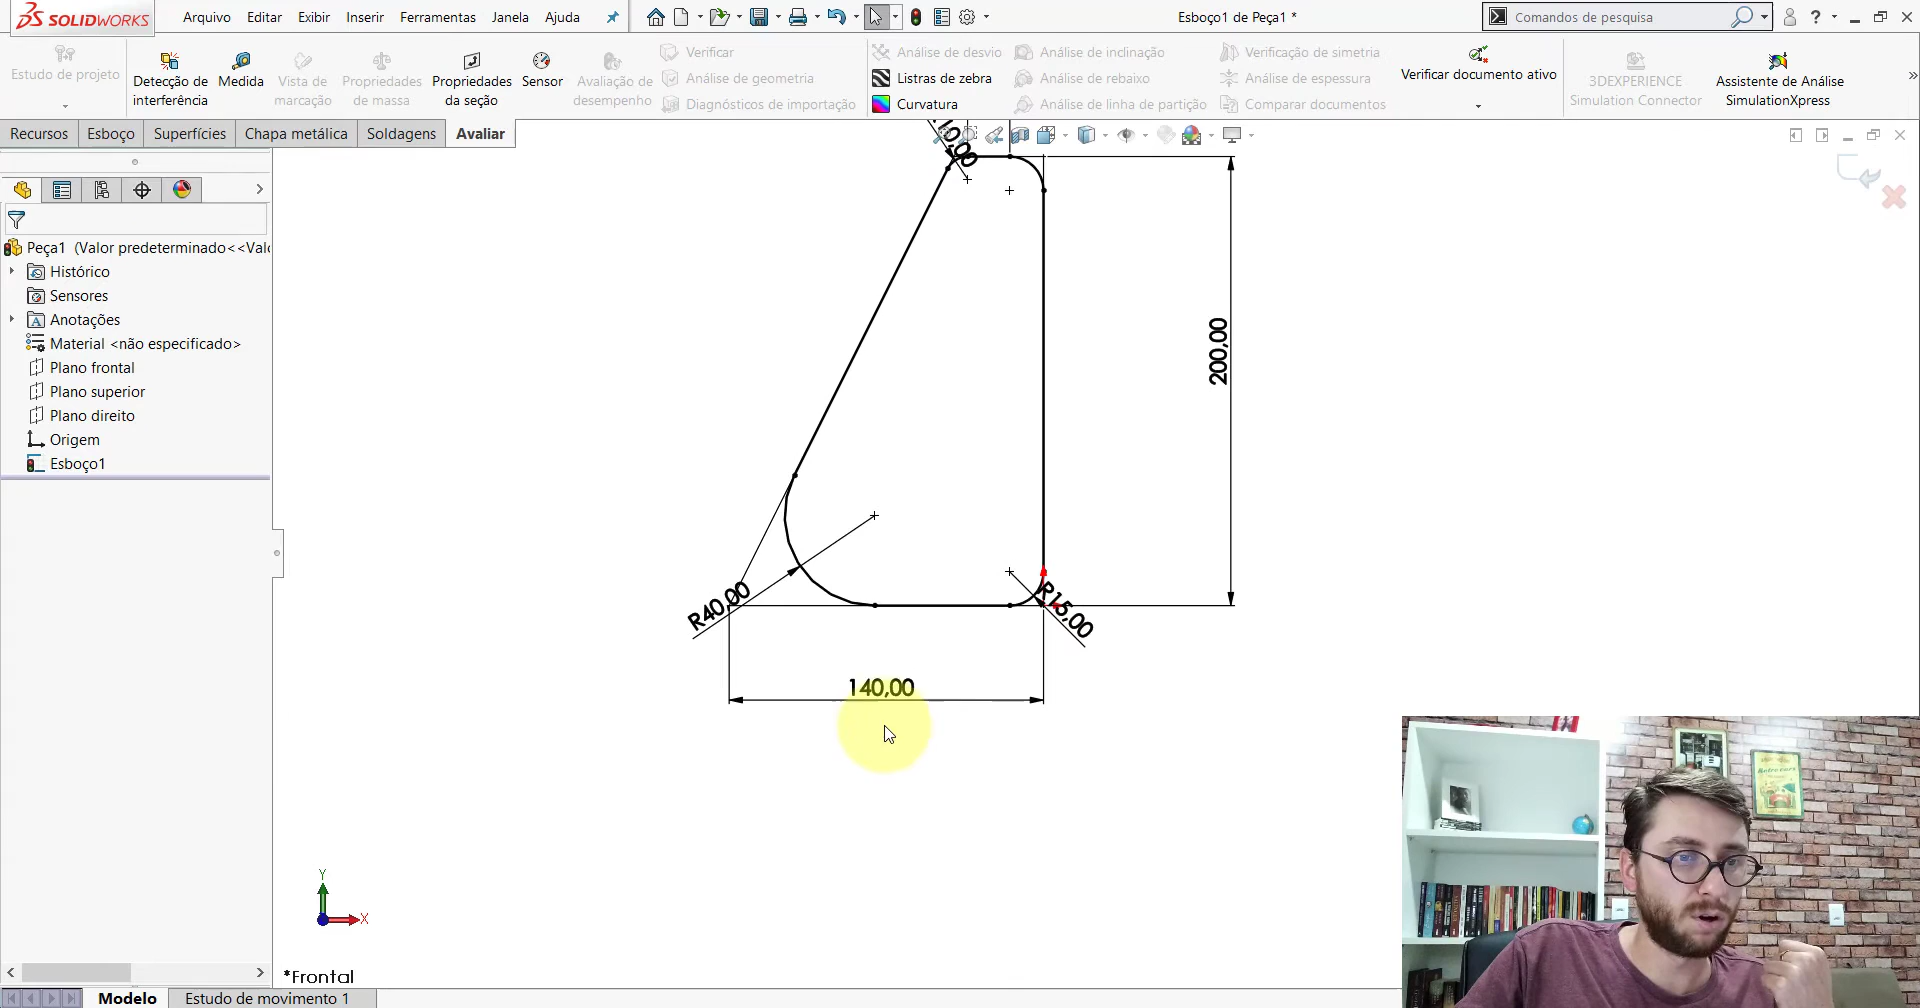 SOLIDWORKS
Arquivo Editar Exibir Inserir Ferramentas Janela Ajuda
Esboço1 de Peça1 *
Comandos de pesquisa
Estudo de projeto
Detecção de interferência
Medida
Vista de marcação
Propriedades de massa
Propriedades da seção
Sensor
Avaliação de desempenho
Verificar
Análise de geometria
Diagnósticos de importação
Análise de desvio
Listras de zebra
Curvatura
Análise de inclinação
Análise de rebaixo
Análise de linha de partição
Verificação de simetria
Análise de espessura
Comparar documentos
Verificar documento ativo
3DEXPERIENCE Simulation Connector
Assistente de Análise SimulationXpress
Recursos Esboço Superfícies Chapa metálica Soldagens Avaliar
Peça1 (Valor predeterminado<<Valo
Histórico
Sensores
Anotações
Material <não especificado>
Plano frontal
Plano superior
Plano direito
Origem
Esboço1
200,00
R40,00
R15,00
140,00
Y
X
*Frontal
Modelo Estudo de movimento 1